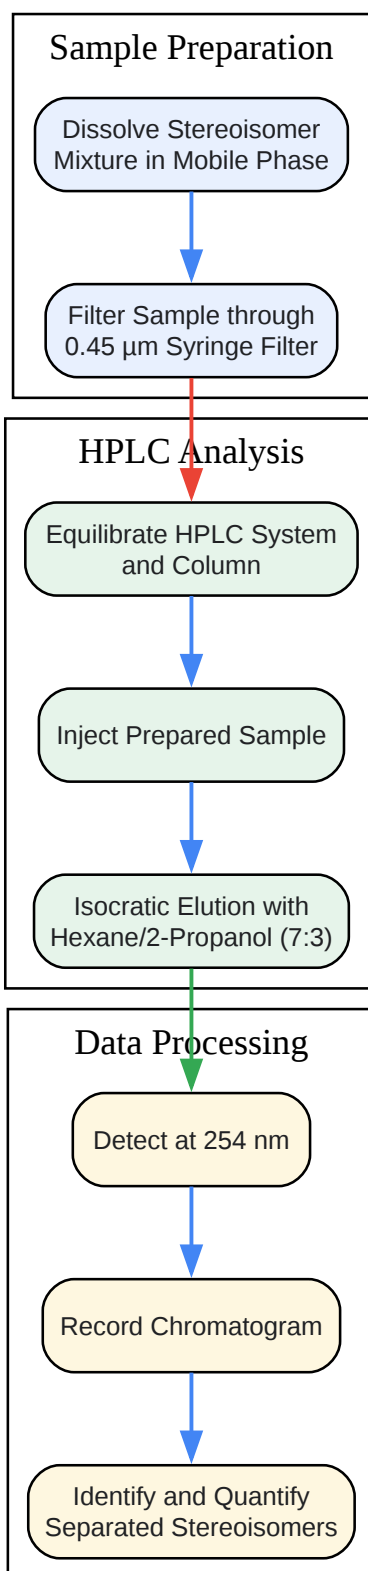 Sample Preparation
Dissolve Stereoisomer
Mixture in Mobile Phase
Filter Sample through
0.45 µm Syringe Filter
HPLC Analysis
Equilibrate HPLC System
and Column
Inject Prepared Sample
Isocratic Elution with
Hexane/2-Propanol (7:3)
Data Processing
Detect at 254 nm
Record Chromatogram
Identify and Quantify
Separated Stereoisomers